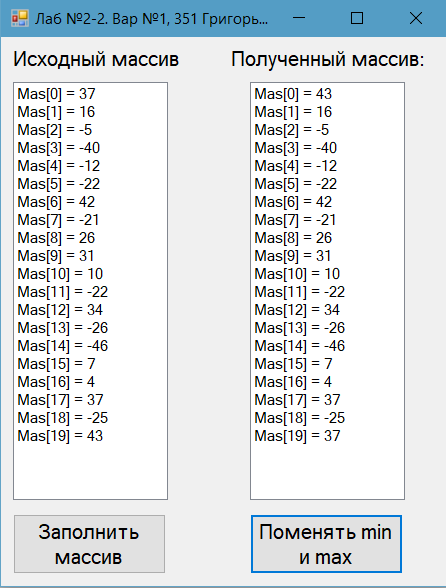 Лаб №2-2. Вар №1, 351 Григорь...
Исходный массив
Mas[0] = 37
Mas[1] = 16
Mas[2] = -5
Mas[3] = -40
Mas[4] = -12
Mas[5] = -22
Mas[6] = 42
Mas[7] = -21
Mas[8] = 26
Mas[9] = 31
Mas[10] = 10
Mas[11] = -22
Mas[12] = 34
Mas[13] = -26
Mas[14] = -46
Mas[15] = 7
Mas[16] = 4
Mas[17] = 37
Mas[18] = -25
Mas[19] = 43
Заполнить
массив
Полученный массив:
Mas[0] = 43
Mas[1] = 16
Mas[2] = -5
Mas[3] = -40
Mas[4] = -12
Mas[5] = -22
Mas[6] = 42
Mas[7] = -21
Mas[8] = 26
Mas[9] = 31
Mas[10] = 10
Mas[11] = -22
Mas[12] = 34
Mas[13] = -26
Mas[14] = -46
Mas[15] = 7
Mas[16] = 4
Mas[17] = 37
Mas[18] = -25
Mas[19] = 37
Поменять min
и max